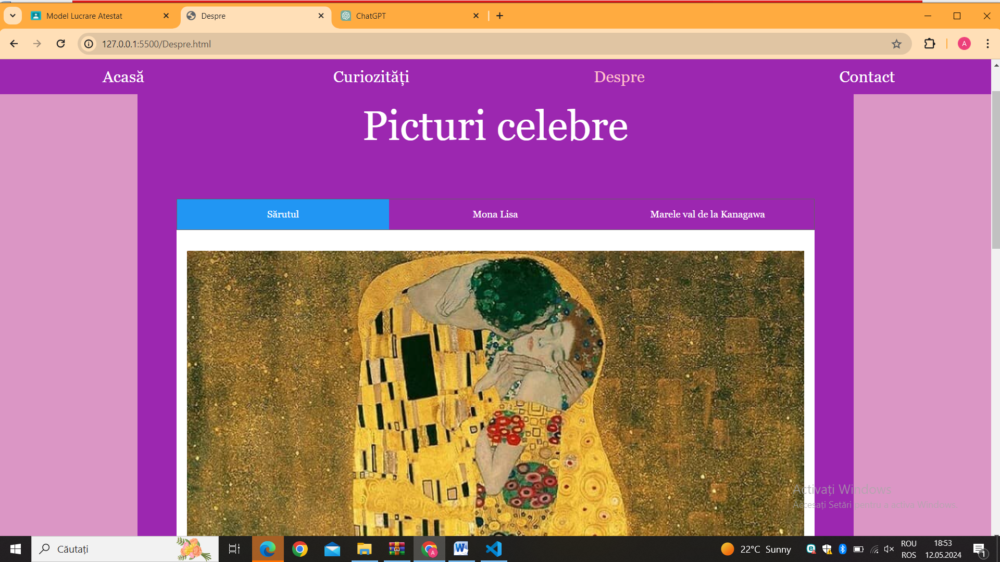 Model Lucrare Atestat
Despre
ChatGPT
127.0.0.1:5500/Despre.html
A
Acasă
Curiozități
Despre
Contact
Picturi celebre
Sărutul
Mona Lisa
Marele val de la Kanagawa
Activați Windows
Accesați Setări pentru a activa Windows.
Căutați
A
22°C Sunny
ROU
ROS
18:53
12.05.2024
1